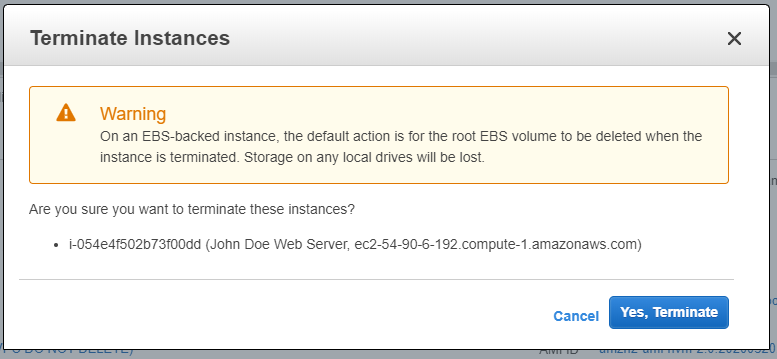 Terminate Instances
Warning
On an EBS-backed instance, the default action is for the root EBS volume to be deleted when the
instance is terminated. Storage on any local drives will be lost.
Are you sure you want to terminate these instances?
• i-054e4f502b73f00dd (John Doe Web Server, ec2-54-90-6-192.compute-1.amazonaws.com)
Cancel
Yes, Terminate
DO NOT DELETE)